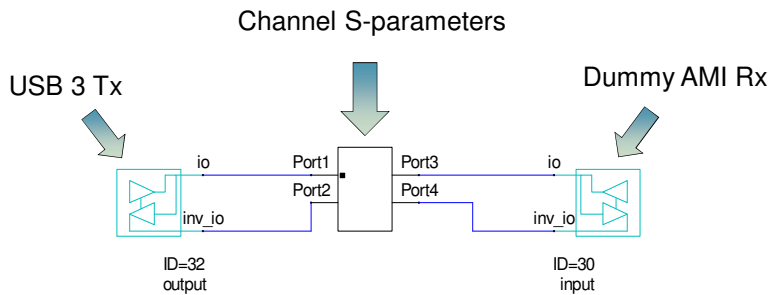 Channel S-parameters
USB 3 Tx
Dummy AMI Rx
io Port1 Port3 io
Port2 Port4
inv_io inv_io
ID=32 ID=30
output input